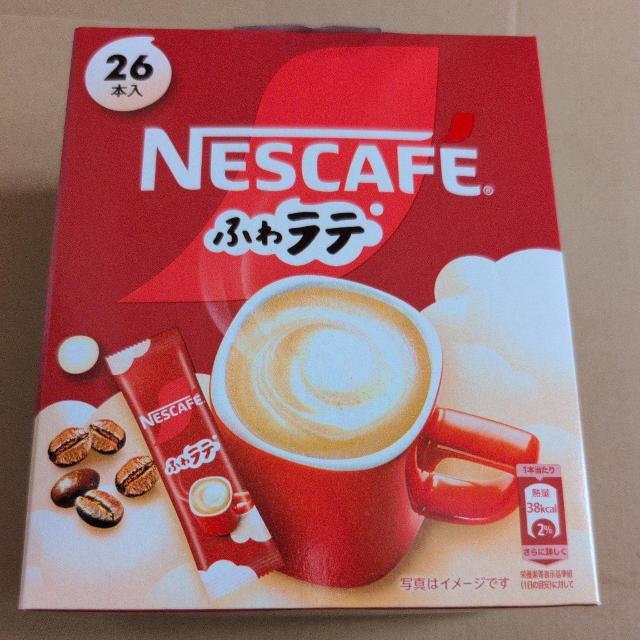 26
本入
NESCAFÉ®
ふわラテ
NESCAFÉ
ふわラテ
1本当たり
熱量
38kcal
2%
さらに詳しく
写真はイメージです
栄養素等表示基準値
(1日の目安)に対して